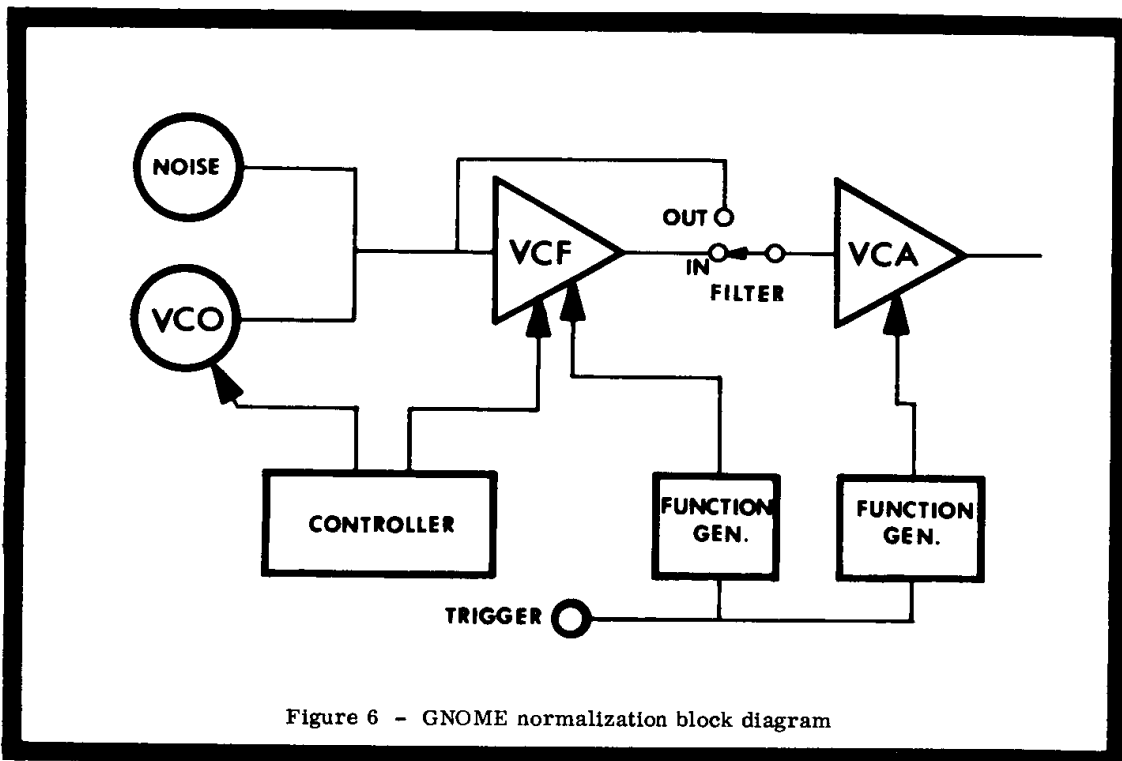 NOISE
OUT
VCF
VCA
IN
FILTER
VCO
CONTROLLER
FUNCTION
GEN.
FUNCTION
GEN.
TRIGGER
Figure 6 - GNOME normalization block diagram